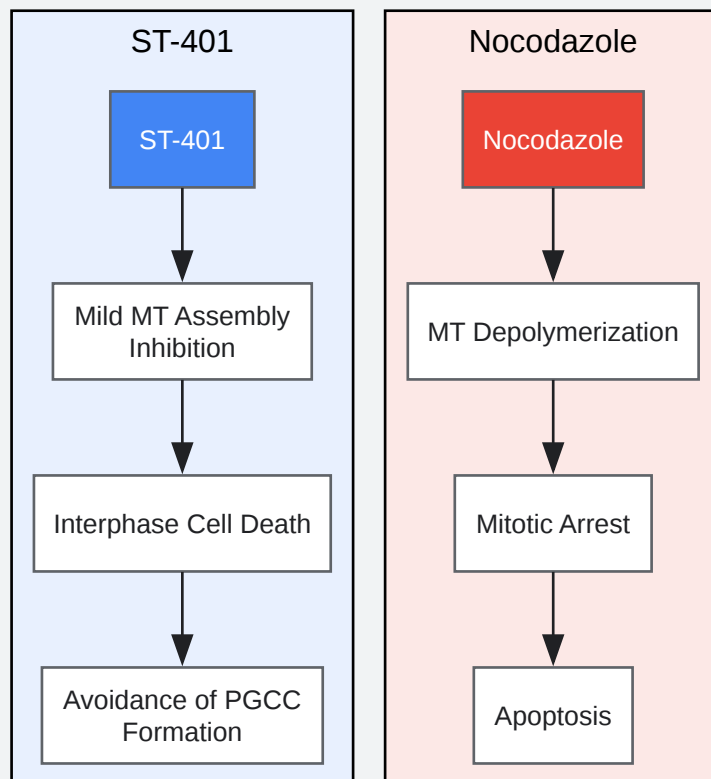 ST-401
ST-401
Mild MT Assembly
Inhibition
Interphase Cell Death
Avoidance of PGCC
Formation
Nocodazole
Nocodazole
MT Depolymerization
Mitotic Arrest
Apoptosis